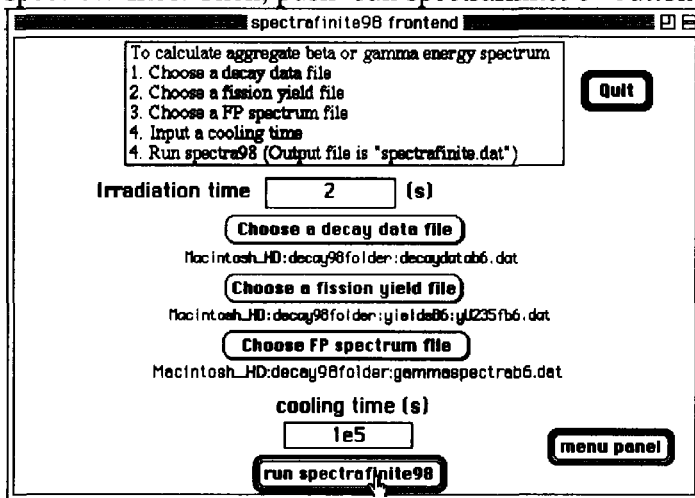 spectrafinite98 frontend
To calculate aggregate beta or gamma energy spectrum
1. Choose a decay data file
2. Choose a fission yield file
3. Choose a FP spectrum file
4. Input a cooling time
4. Run spectra98 (Output file is "spectrafinite.dat")
Quit
Irradiation time 2 (s)
Choose a decay data file
Macintosh_HD:decay98folder:decaydatab6.dat
Choose a fission yield file
Macintosh_HD:decay98folder:yieldsB6:yU235fb6.dat
Choose FP spectrum file
Macintosh_HD:decay98folder:gammaspectrab6.dat
cooling time (s)
1e5
menu panel
run spectrafinite98